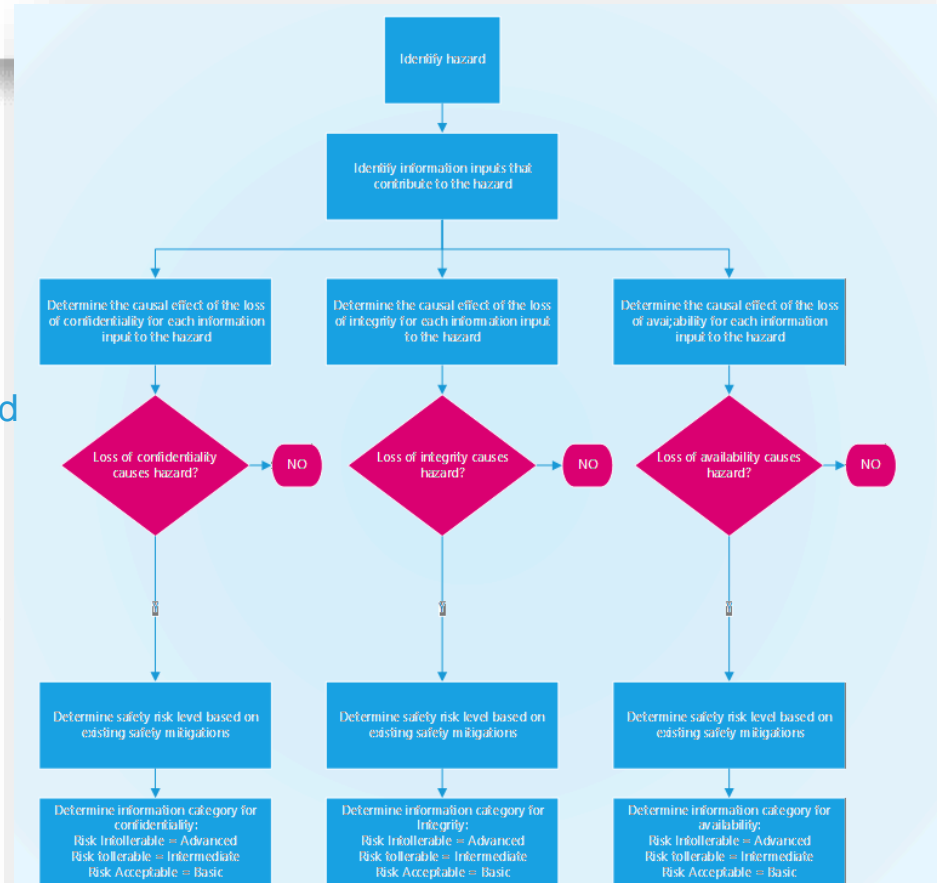 Identify hazard
Identify information inputs that
contribute to the hazard
Determine the causal effect of the loss
of confidentiality for each information
input to the hazard
Determine the causal effect of the loss
of integrity for each information input
to the hazard
Determine the causal effect of the loss
of avai;ability for each information
input to the hazard
d
Loss of confidentiality
causes hazard?
NO
Loss of integrity causes
hazard?
NO
Loss of availability causes
hazard?
NO
Determine safety risk level based on
existing safety mitigations
Determine safety risk level based on
existing safety mitigations
Determine safety risk level based on
existing safety mitigations
Determine information category for
confidentiality:
Risk Intollerable = Advanced
Risk tollerable = Intermediate
Risk Acceptable = Basic
Determine information category for
Integrity:
Risk Intollerable = Advanced
Risk tollerable = Intermediate
Risk Acceptable = Basic
Determine information category for
availability:
Risk Intollerable = Advanced
Risk tollerable = Intermediate
Risk Acceptable = Basic